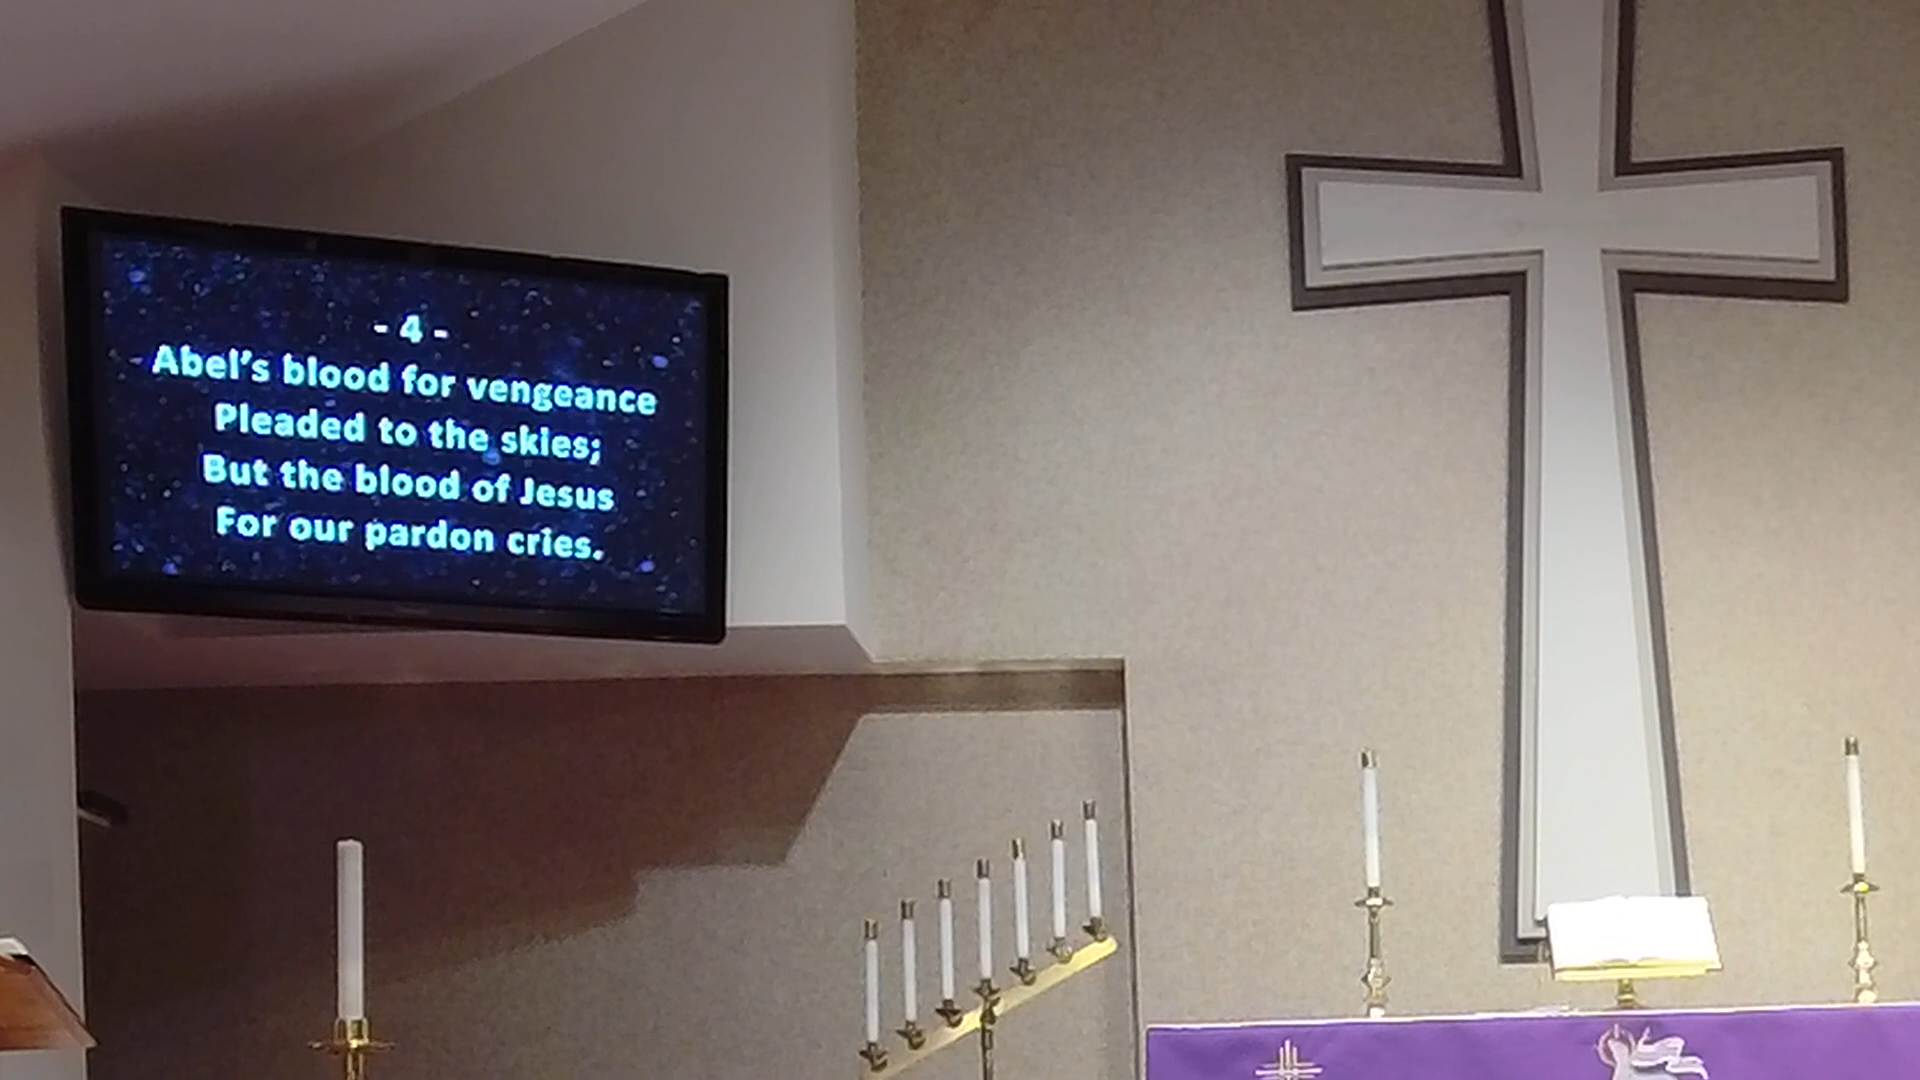 - 4 -
Abel's blood for vengeance
Pleaded to the skies;
But the blood of Jesus
For our pardon cries.